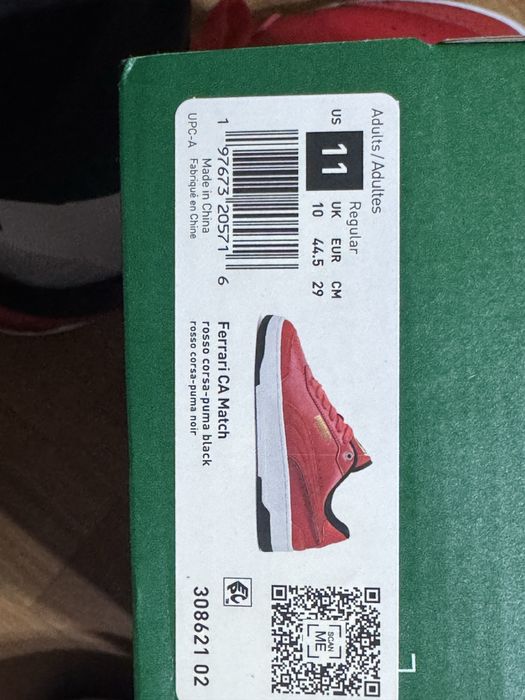 Adults / Adultes
Regular
US UK EUR CM
11 10 44.5 29
1 97673 20571 6
UPC-A
Made in China
Fabriqué en Chine
Ferrari CA Match
rosso corsa-puma black
rosso corsa-puma noir
SCAN
ME
308621 02